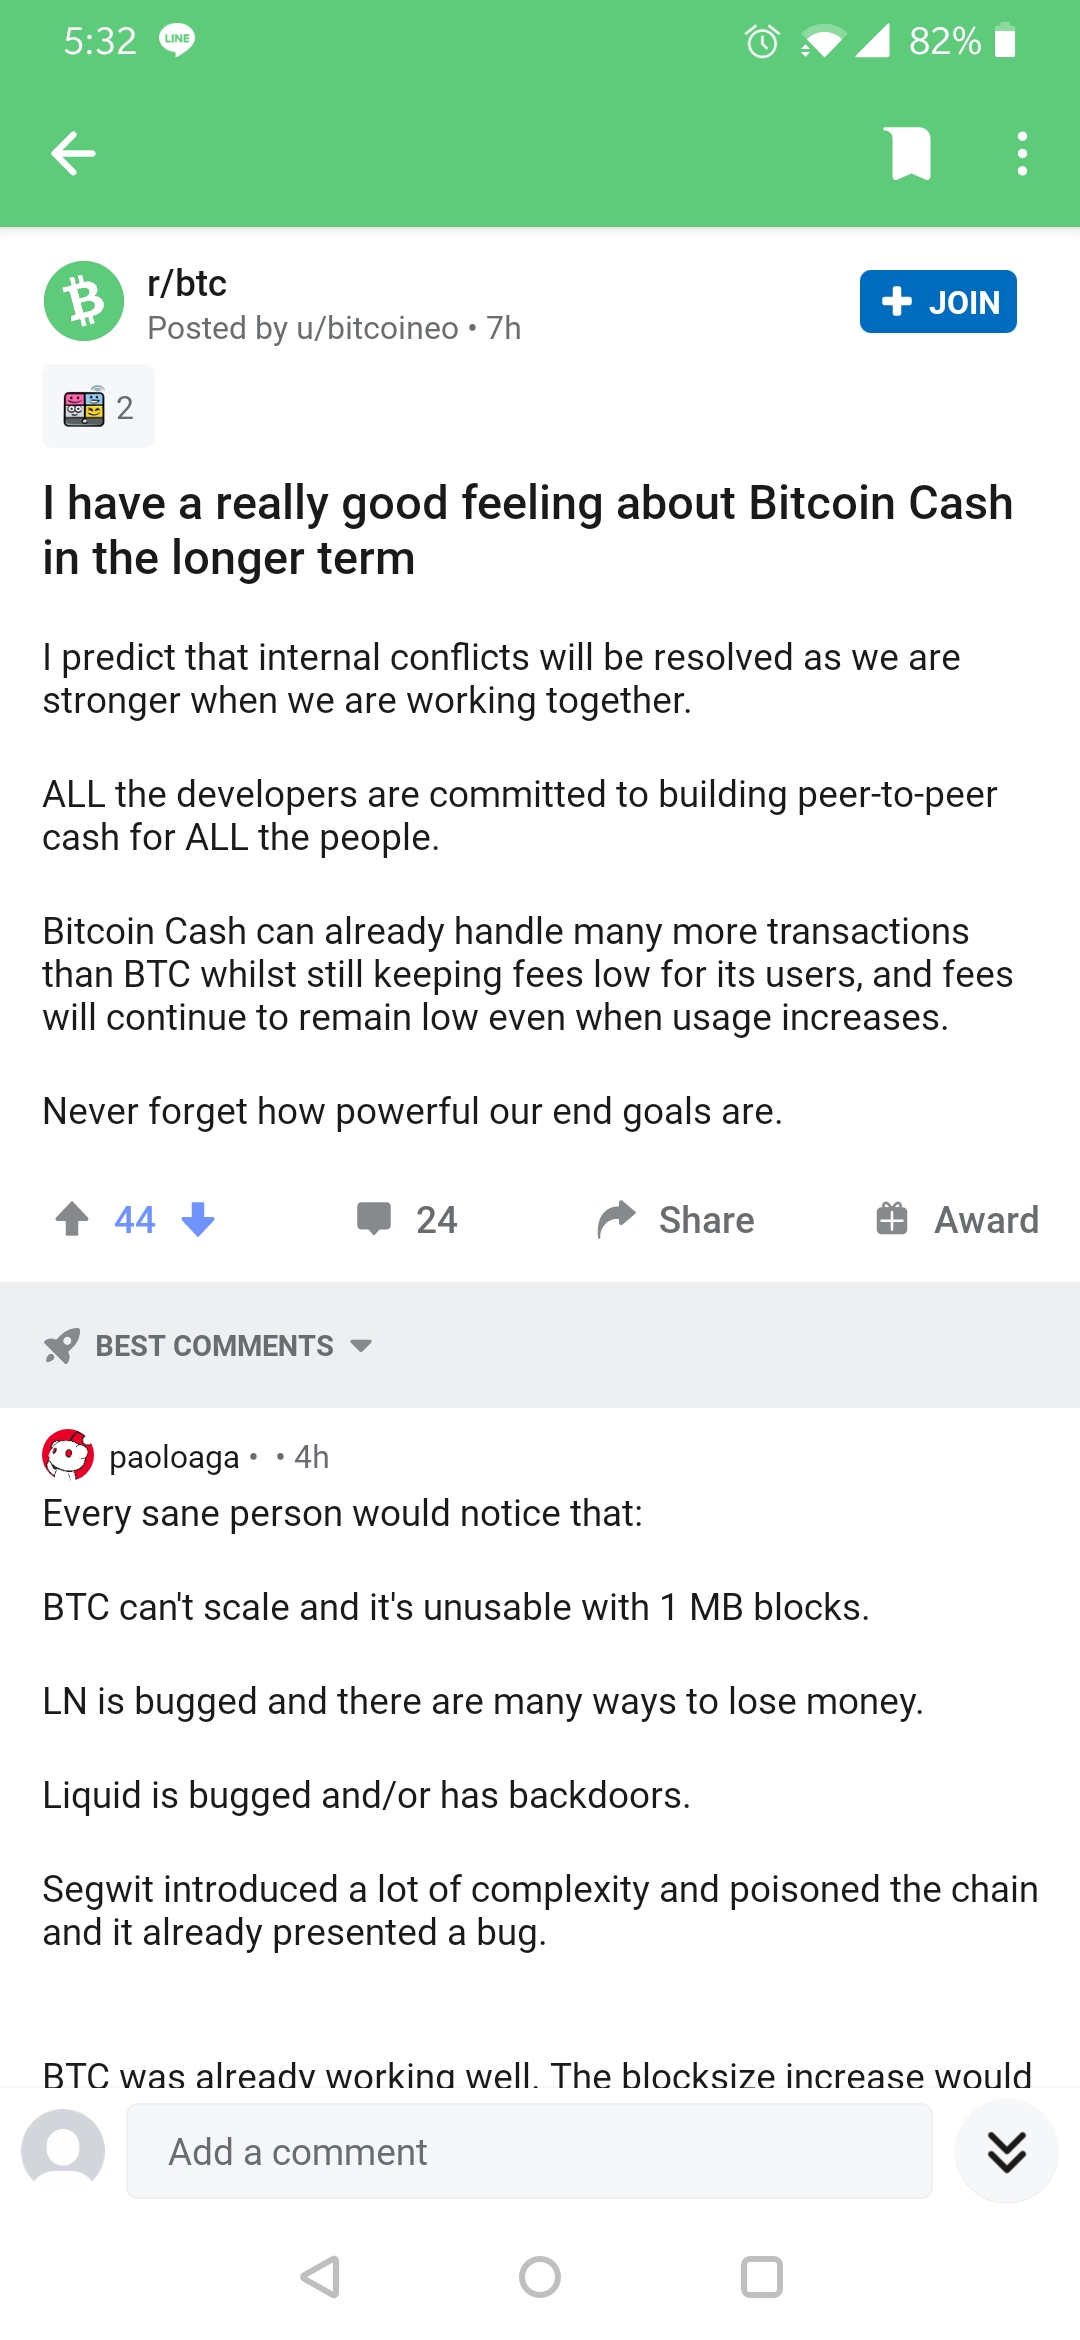 5:32 LINE 82%
r/btc
Posted by u/bitcoineo • 7h
+ JOIN
2
I have a really good feeling about Bitcoin Cash
in the longer term
I predict that internal conflicts will be resolved as we are
stronger when we are working together.
ALL the developers are committed to building peer-to-peer
cash for ALL the people.
Bitcoin Cash can already handle many more transactions
than BTC whilst still keeping fees low for its users, and fees
will continue to remain low even when usage increases.
Never forget how powerful our end goals are.
44 24 Share Award
BEST COMMENTS
paoloaga • • 4h
Every sane person would notice that:
BTC can't scale and it's unusable with 1 MB blocks.
LN is bugged and there are many ways to lose money.
Liquid is bugged and/or has backdoors.
Segwit introduced a lot of complexity and poisoned the chain
and it already presented a bug.
BTC was already working well. The blocksize increase would
Add a comment